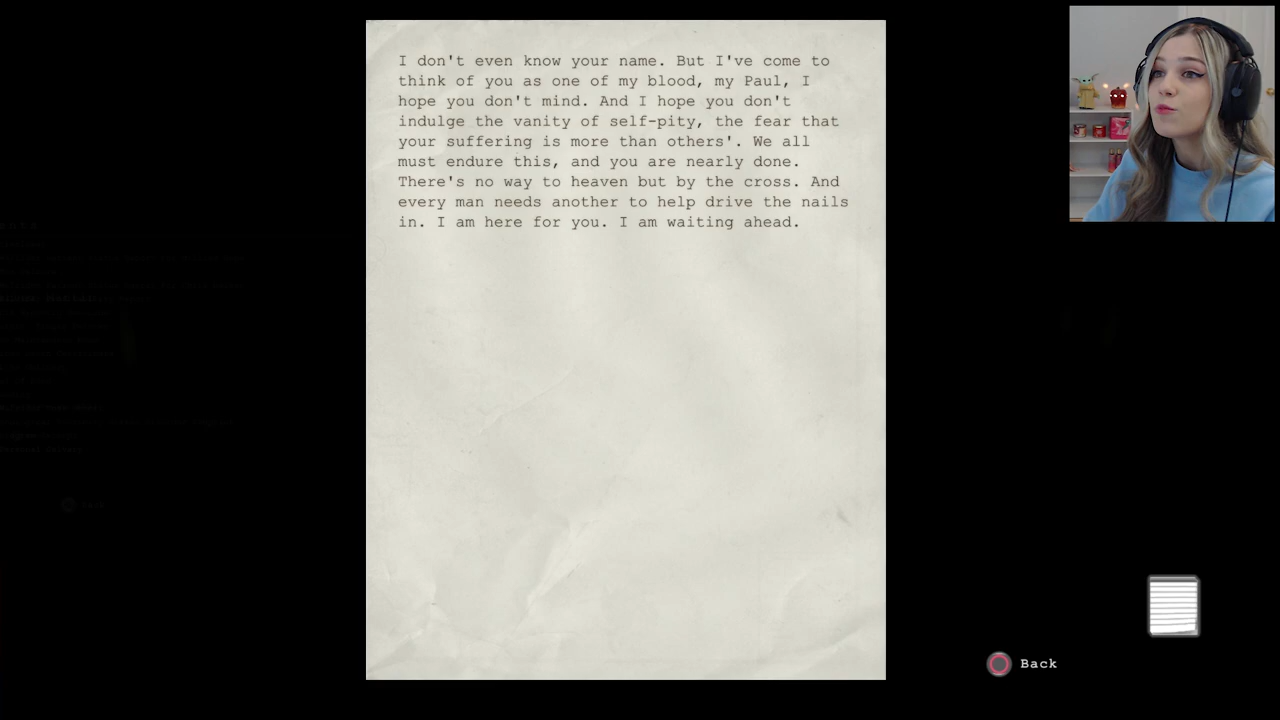 I don't even know your name. But I've come to
think of you as one of my blood, my Paul, I
hope you don't mind. And I hope you don't
indulge the vanity of self-pity, the fear that
your suffering is more than others'. We all
must endure this, and you are nearly done.
There's no way to heaven but by the cross. And
every man needs another to help drive the nails
in. I am here for you. I am waiting ahead.
Back